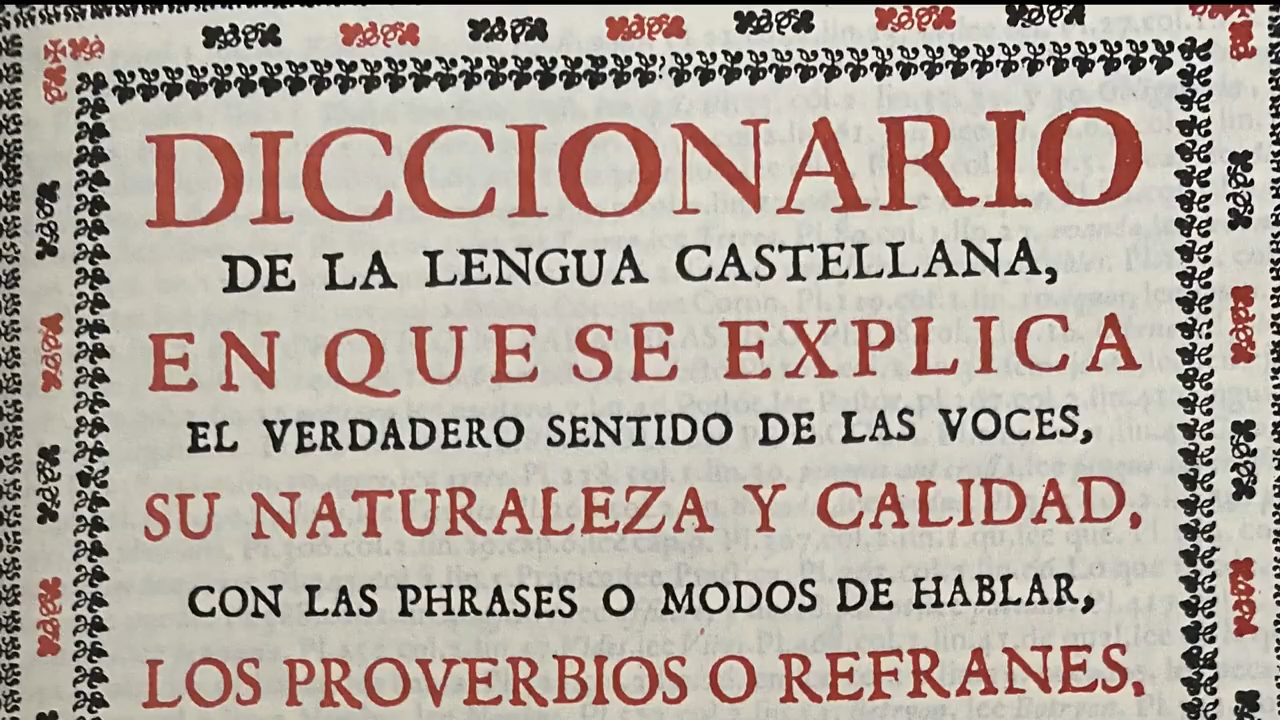 DICCIONARIO
DE LA LENGUA CASTELLANA,
EN QUE SE EXPLICA
EL VERDADERO SENTIDO DE LAS VOCES,
SU NATURALEZA Y CALIDAD,
CON LAS PHRASES O MODOS DE HABLAR,
LOS PROVERBIOS O REFRANES,